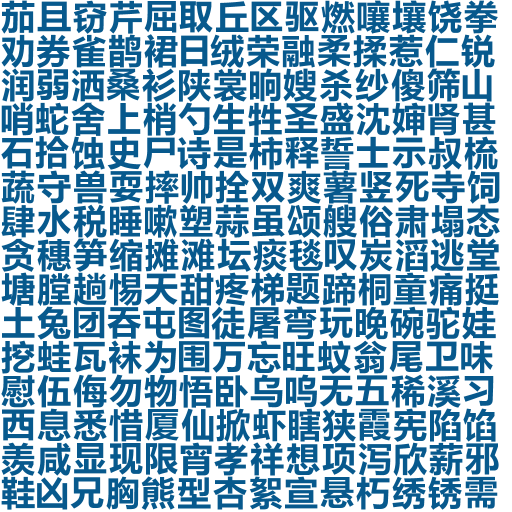 茄且窃芹屈取丘区驱燃嚷壤饶拳
劝券雀鹊裙日绒荣融柔揉惹仁锐
润弱洒桑衫陕裳晌嫂杀纱傻筛山
哨蛇舍上梢勺生牲圣盛沈婶肾甚
石拾蚀史尸诗是柿释誓士示叔梳
蔬守兽耍摔帅拴双爽薯竖死寺饲
肆水税睡嗽塑蒜虽颂艘俗肃塌态
贪穗笋缩摊滩坛痰毯叹炭滔逃堂
塘膛趟惕天甜疼梯题蹄桐童痛挺
土兔团吞屯图徒屠弯玩晚碗驼娃
挖蛙瓦袜为围万忘旺蚊翁尾卫味
慰伍侮勿物悟卧乌呜无五稀溪习
西息悉惜厦仙掀虾瞎狭霞宪陷馅
羡咸显现限宵孝祥想项泻欣薪邪
鞋凶兄胸熊型杏絮宣悬朽绣锈需